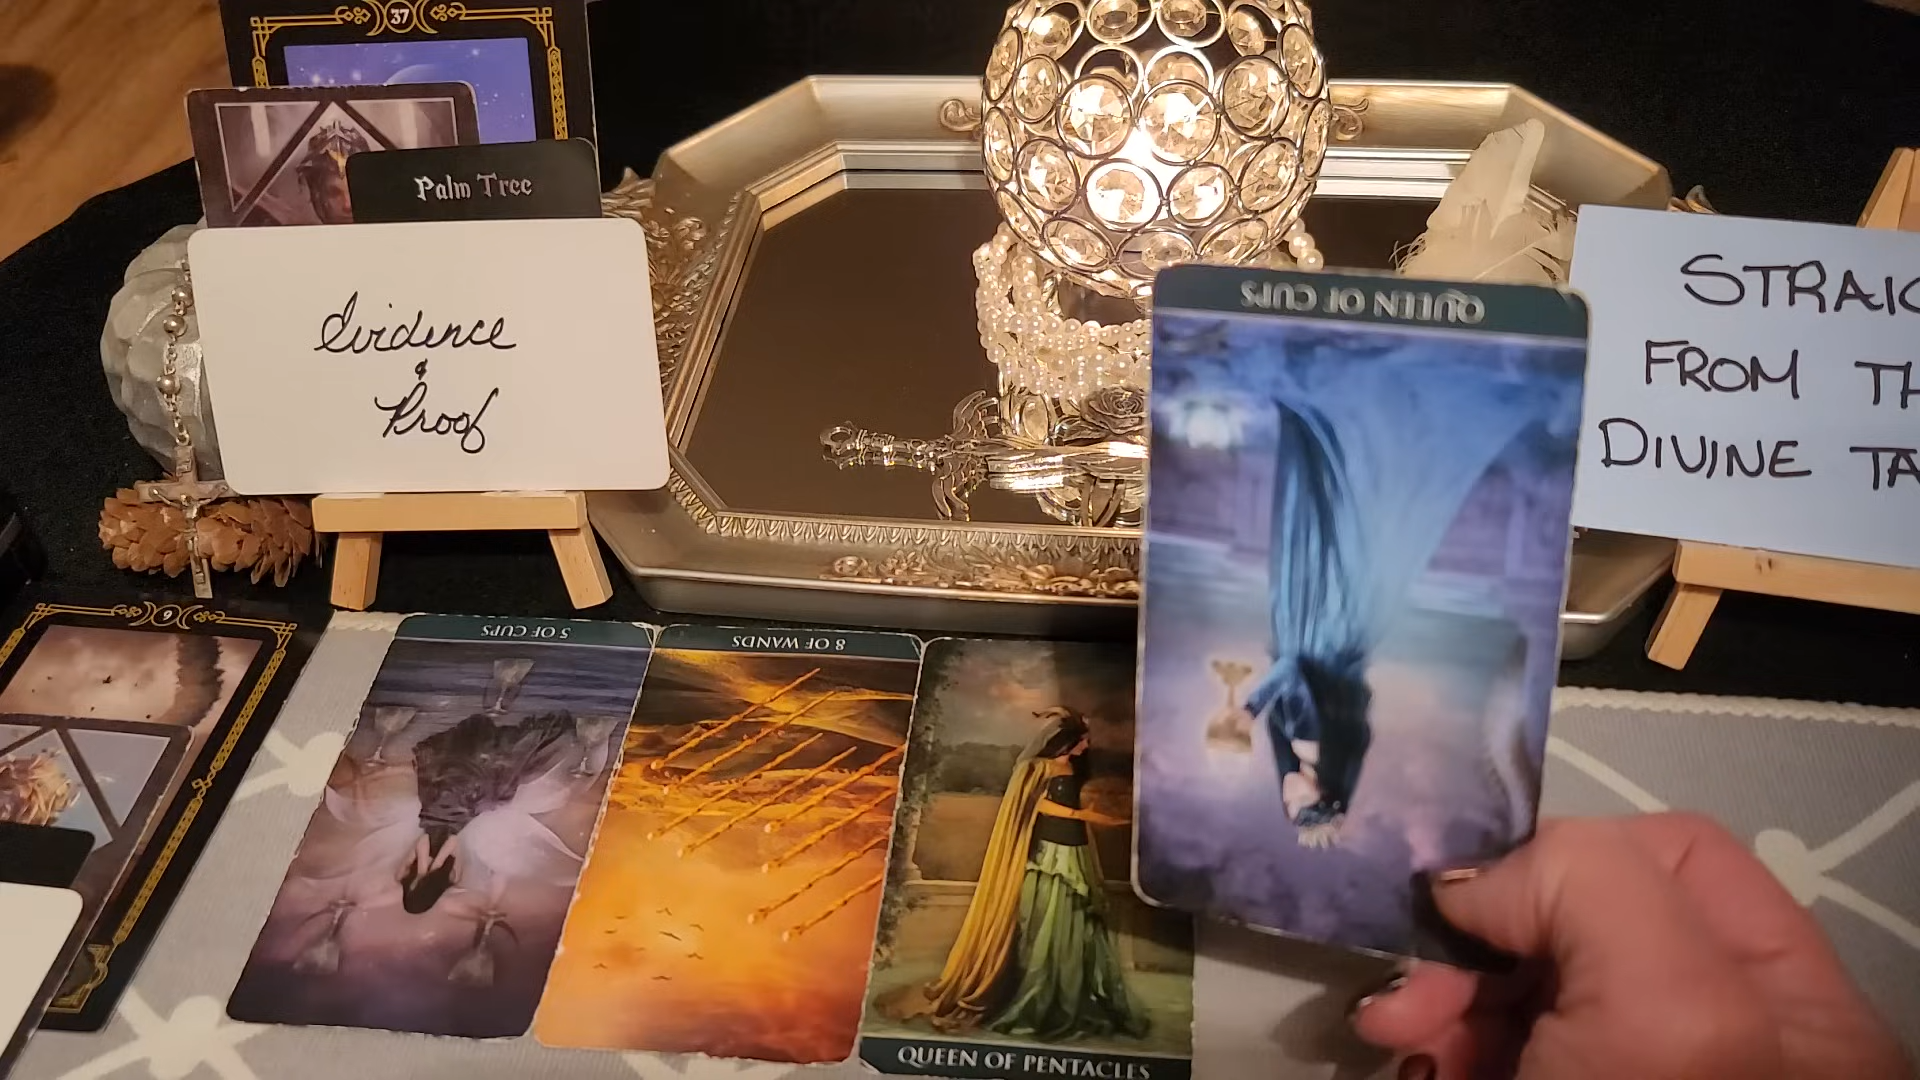 37
Palm Tree
Evidence
&
Proof
STRAIG
FROM TH
DIVINE TA
QUEEN OF CUPS
9
5 OF CUPS
8 OF WANDS
QUEEN OF PENTACLES